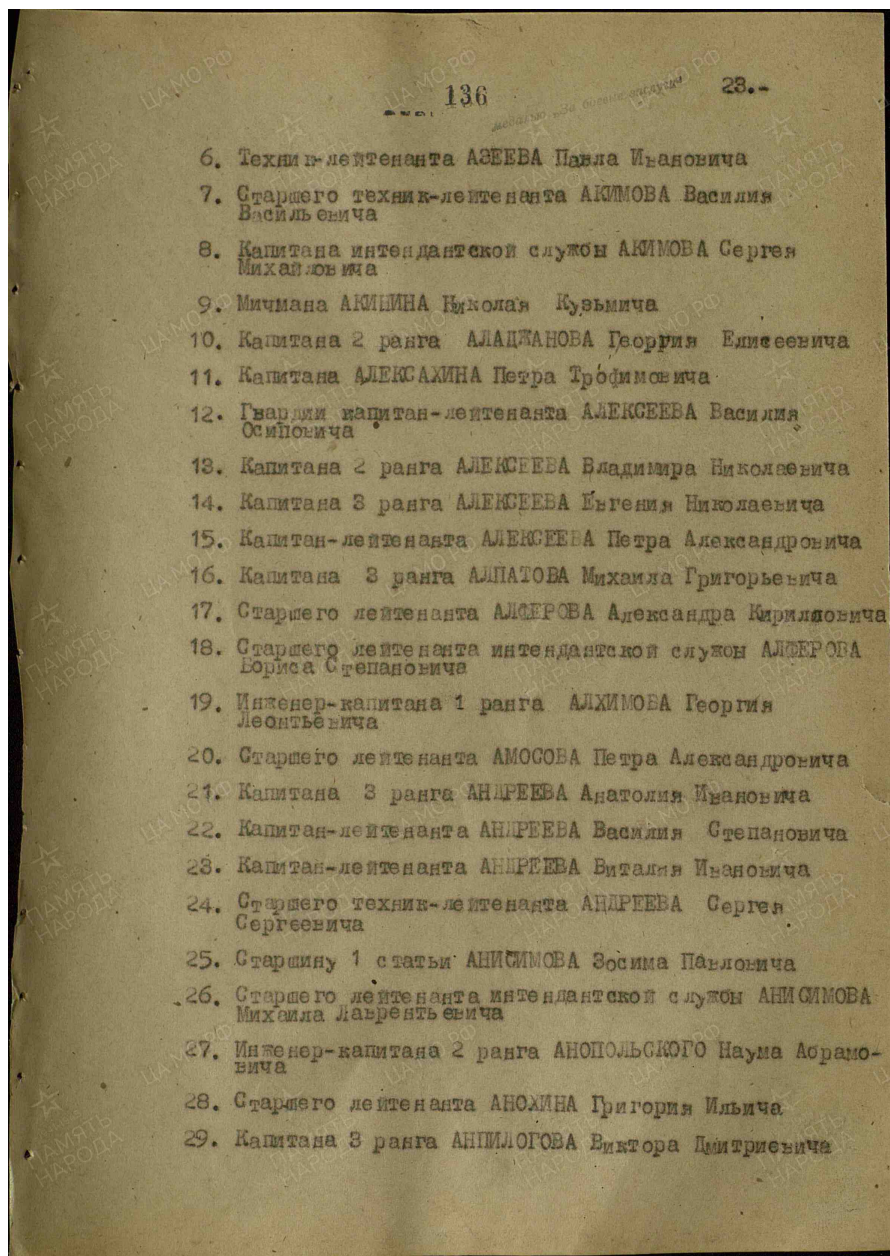 136
23.-
6. Техник-лейтенанта АЗЕЕВА Павла Ивановича
7. Старшего техник-лейтенанта АКИМОВА Василия
Васильевича
8. Капитана интендантской службы АКИМОВА Сергея
Михайловича
9. Мичмана АКИШИНА Николая Кузьмича
10. Капитана 2 ранга АЛАДЖАНОВА Георгия Елисеевича
11. Капитана АЛЕКСАХИНА Петра Трофимовича
12. Гвардии капитан-лейтенанта АЛЕКСЕЕВА Василия
Осиповича
13. Капитана 2 ранга АЛЕКСЕЕВА Владимира Николаевича
14. Капитана 3 ранга АЛЕКСЕЕВА Евгения Николаевича
15. Капитан-лейтенанта АЛЕКСЕЕВА Петра Александровича
16. Капитана 3 ранга АЛПАТОВА Михаила Григорьевича
17. Старшего лейтенанта АЛФЕРОВА Александра Кирилловича
18. Старшего лейтенанта интендантской службы АЛФЕРОВА
Бориса Степановича
19. Инженер-капитана 1 ранга АЛХИМОВА Георгия
Леонтьевича
20. Старшего лейтенанта АМОСОВА Петра Александровича
21. Капитана 3 ранга АНДРЕЕВА Анатолия Ивановича
22. Капитан-лейтенанта АНДРЕЕВА Василия Степановича
23. Капитан-лейтенанта АНДРЕЕВА Виталия Ивановича
24. Старшего техник-лейтенанта АНДРЕЕВА Сергея
Сергеевича
25. Старшину 1 статьи АНИСИМОВА Зосима Павловича
26. Старшего лейтенанта интендантской службы АНИСИМОВА
Михаила Лаврентьевича
27. Инженер-капитана 2 ранга АНОПОЛЬСКОГО Наума Абрамо-
вича
28. Старшего лейтенанта АНОХИНА Григория Ильича
29. Капитана 3 ранга АНПИЛОГОВА Виктора Дмитриевича